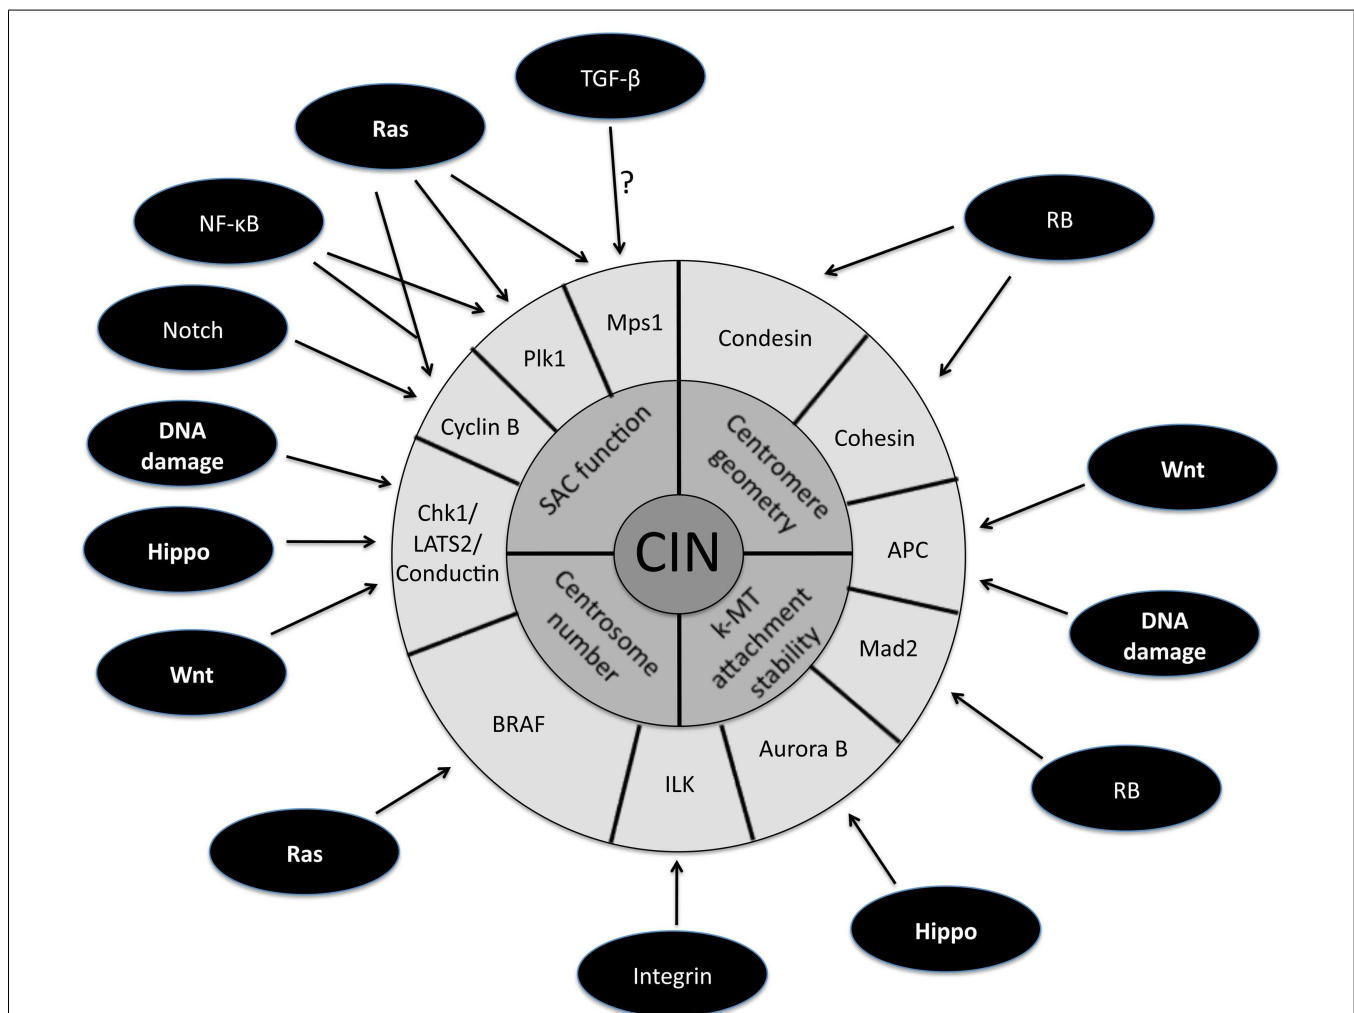 TGF-β
Ras
?
NF-κB
RB
Notch
Mps1
Condesin
Plk1
Cyclin B
Cohesin
SAC function
Centromere
geometry
DNA
damage
Wnt
Chk1/
LATS2/
Conductin
Hippo
CIN
APC
Centrosome
number
k-MT
attachment
stability
DNA
damage
Wnt
Mad2
BRAF
Aurora B
ILK
RB
Ras
Hippo
Integrin